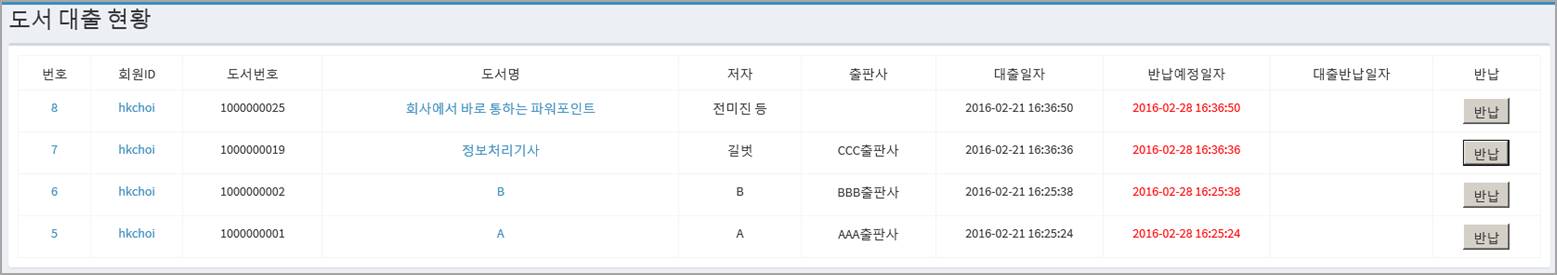 도서 대출 현황
번호 회원ID 도서번호 도서명 저자 출판사 대출일자 반납예정일자 대출반납일자 반납
8 hkchoi 1000000025 회사에서 바로 통하는 파워포인트 전미진 등 2016-02-21 16:36:50 2016-02-28 16:36:50 반납
7 hkchoi 1000000019 정보처리기사 길벗 CCC출판사 2016-02-21 16:36:36 2016-02-28 16:36:36 반납
6 hkchoi 1000000002 B B BBB출판사 2016-02-21 16:25:38 2016-02-28 16:25:38 반납
5 hkchoi 1000000001 A A AAA출판사 2016-02-21 16:25:24 2016-02-28 16:25:24 반납